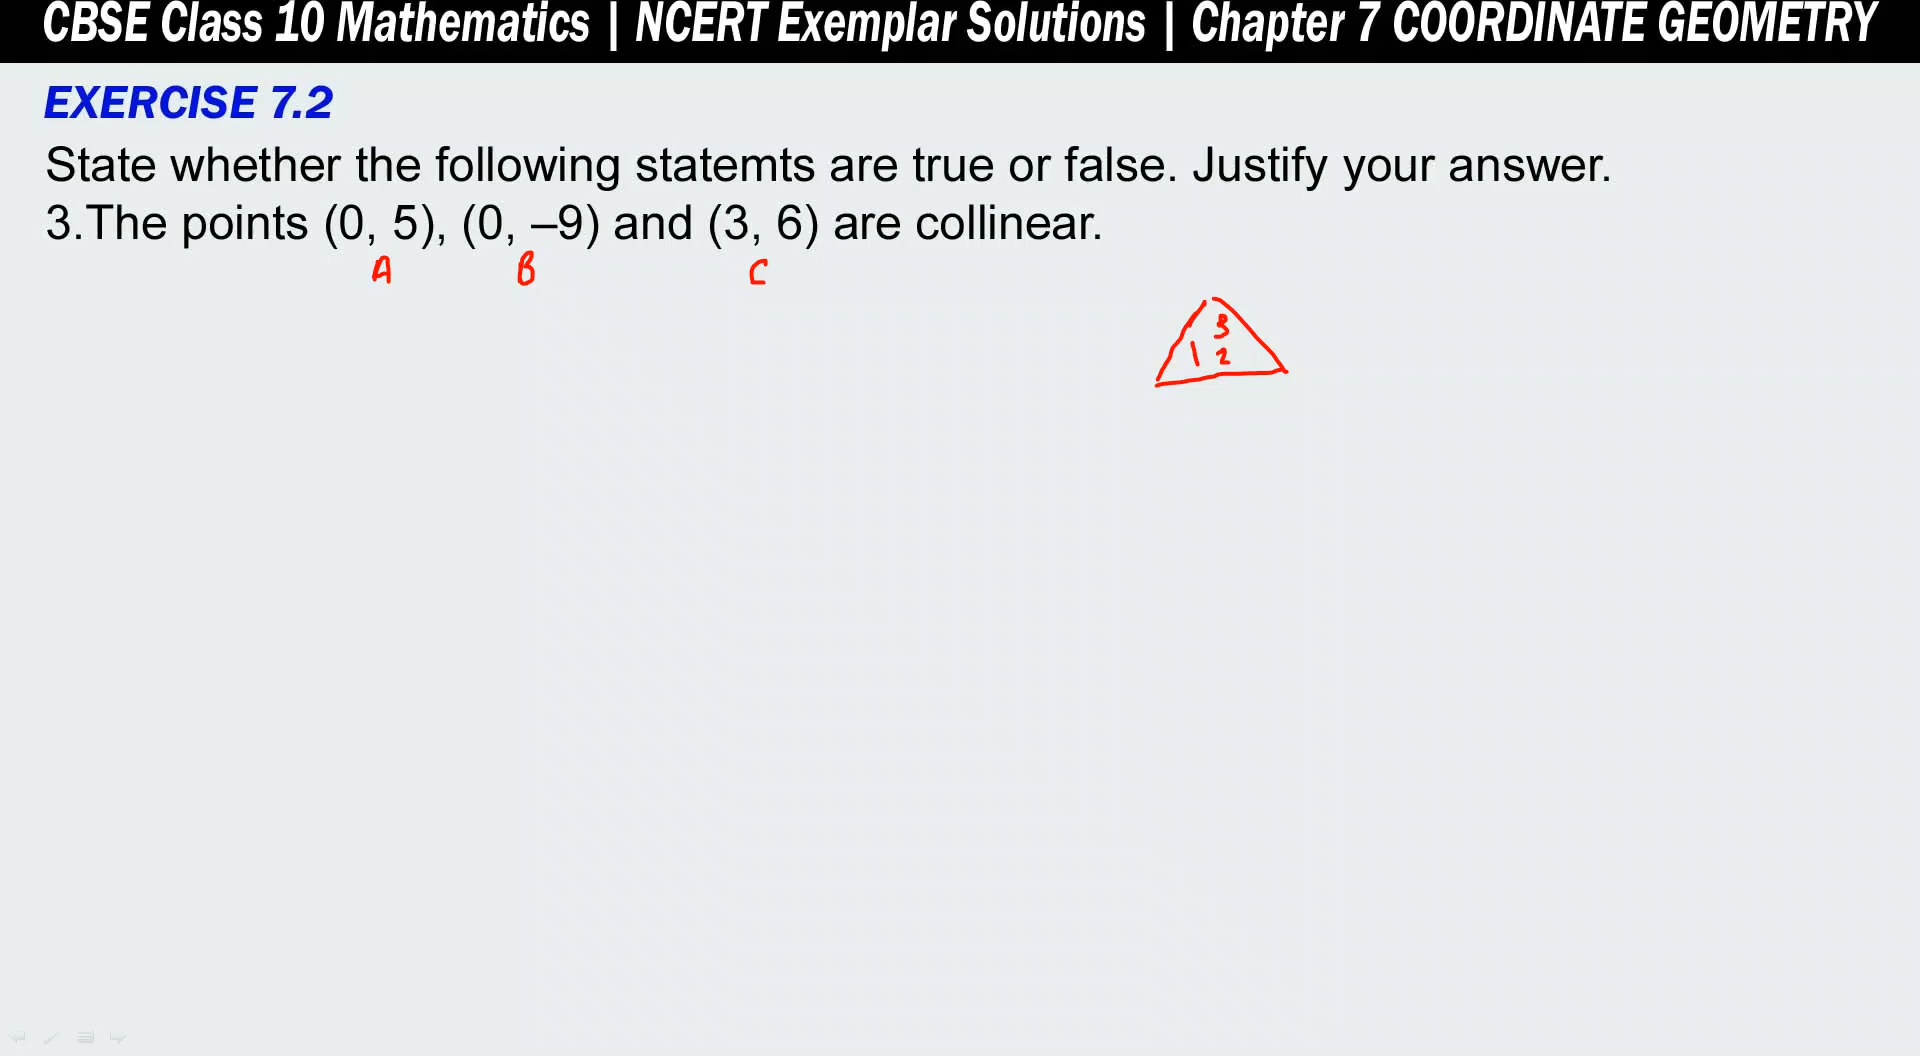 CBSE Class 10 Mathematics | NCERT Exemplar Solutions | Chapter 7 COORDINATE GEOMETRY
EXERCISE 7.2
State whether the following statemts are true or false. Justify your answer.
3.The points (0, 5), (0, –9) and (3, 6) are collinear.
A B C
3
1 2